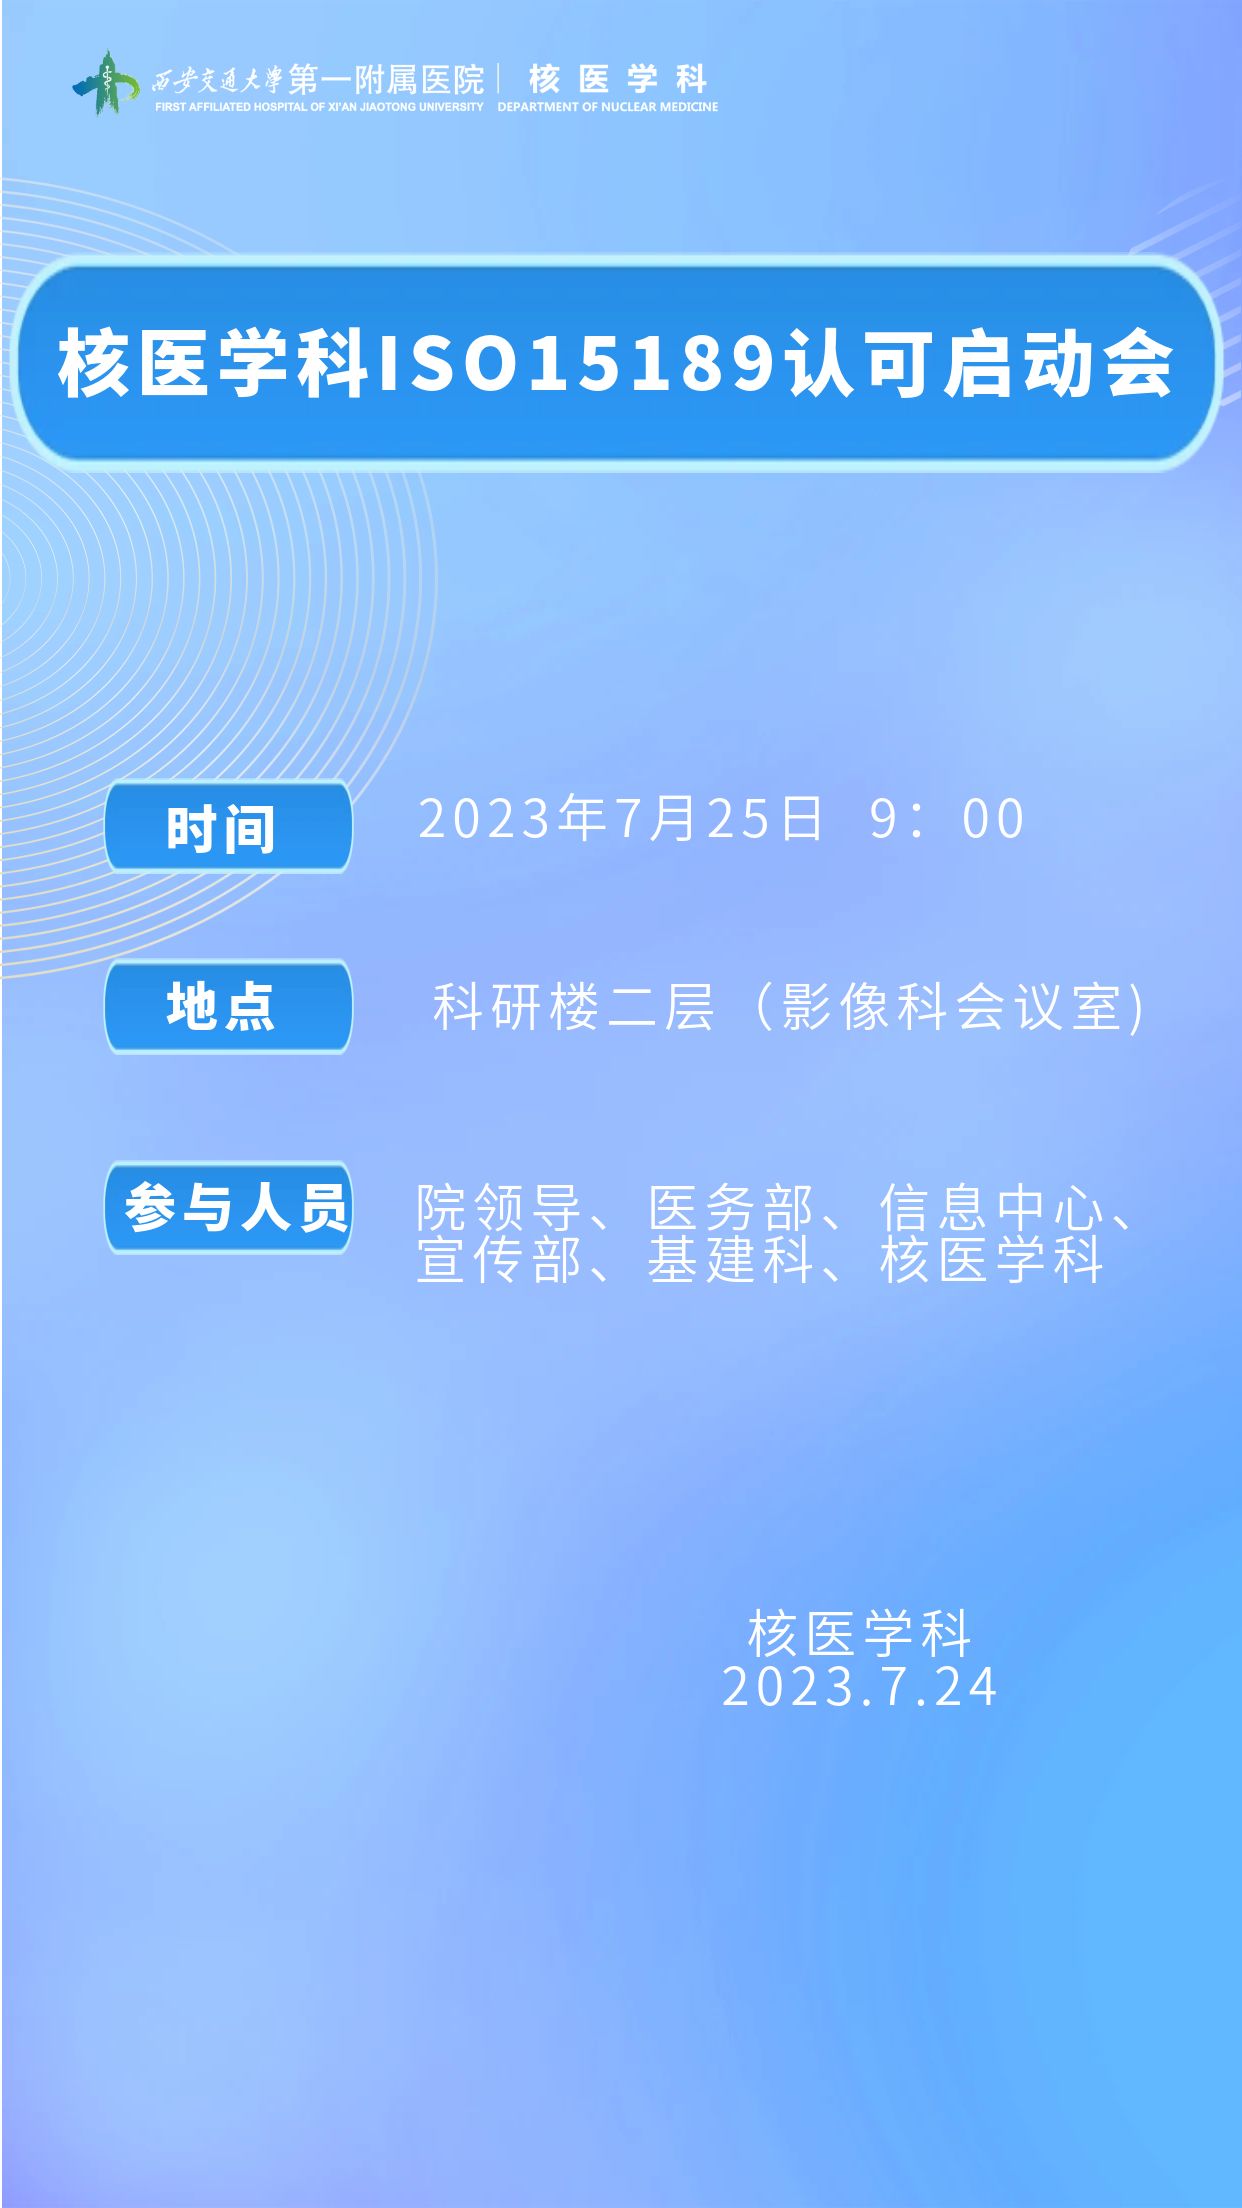 西安交通大学第一附属医院 核医学科
FIRST AFFILIATED HOSPITAL OF XI'AN JIAOTONG UNIVERSITY DEPARTMENT OF NUCLEAR MEDICINE
核医学科ISO15189认可启动会
时间 2023年7月25日 9：00
地点 科研楼二层（影像科会议室)
参与人员 院领导、医务部、信息中心、
宣传部、基建科、核医学科
核医学科
2023.7.24